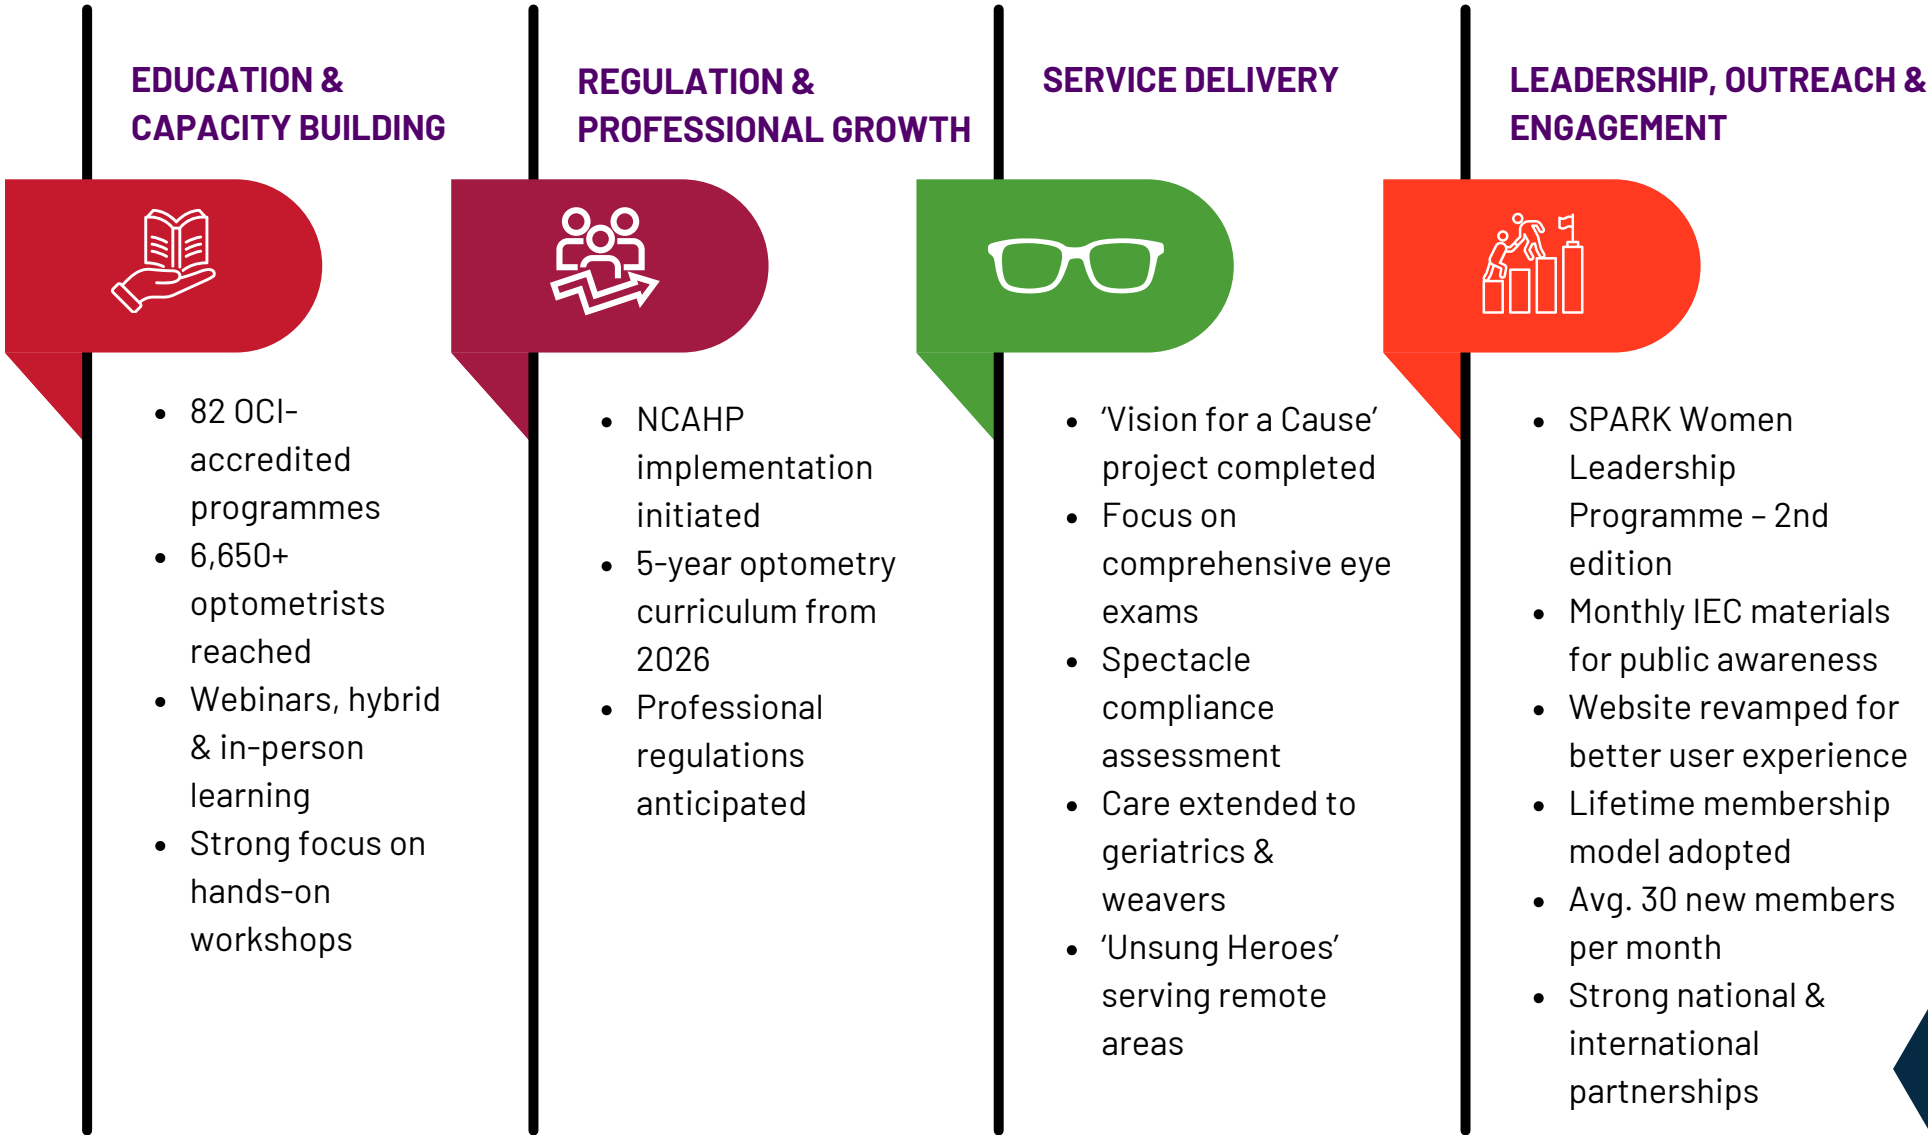 EDUCATION &
CAPACITY BUILDING
• 82 OCI-
accredited
programmes
• 6,650+
optometrists
reached
• Webinars, hybrid
& in-person
learning
• Strong focus on
hands-on
workshops
REGULATION &
PROFESSIONAL GROWTH
• NCAHP
implementation
initiated
• 5-year optometry
curriculum from
2026
• Professional
regulations
anticipated
SERVICE DELIVERY
• ‘Vision for a Cause’
project completed
• Focus on
comprehensive eye
exams
• Spectacle
compliance
assessment
• Care extended to
geriatrics &
weavers
• ‘Unsung Heroes’
serving remote
areas
LEADERSHIP, OUTREACH &
ENGAGEMENT
• SPARK Women
Leadership
Programme – 2nd
edition
• Monthly IEC materials
for public awareness
• Website revamped for
better user experience
• Lifetime membership
model adopted
• Avg. 30 new members
per month
• Strong national &
international
partnerships